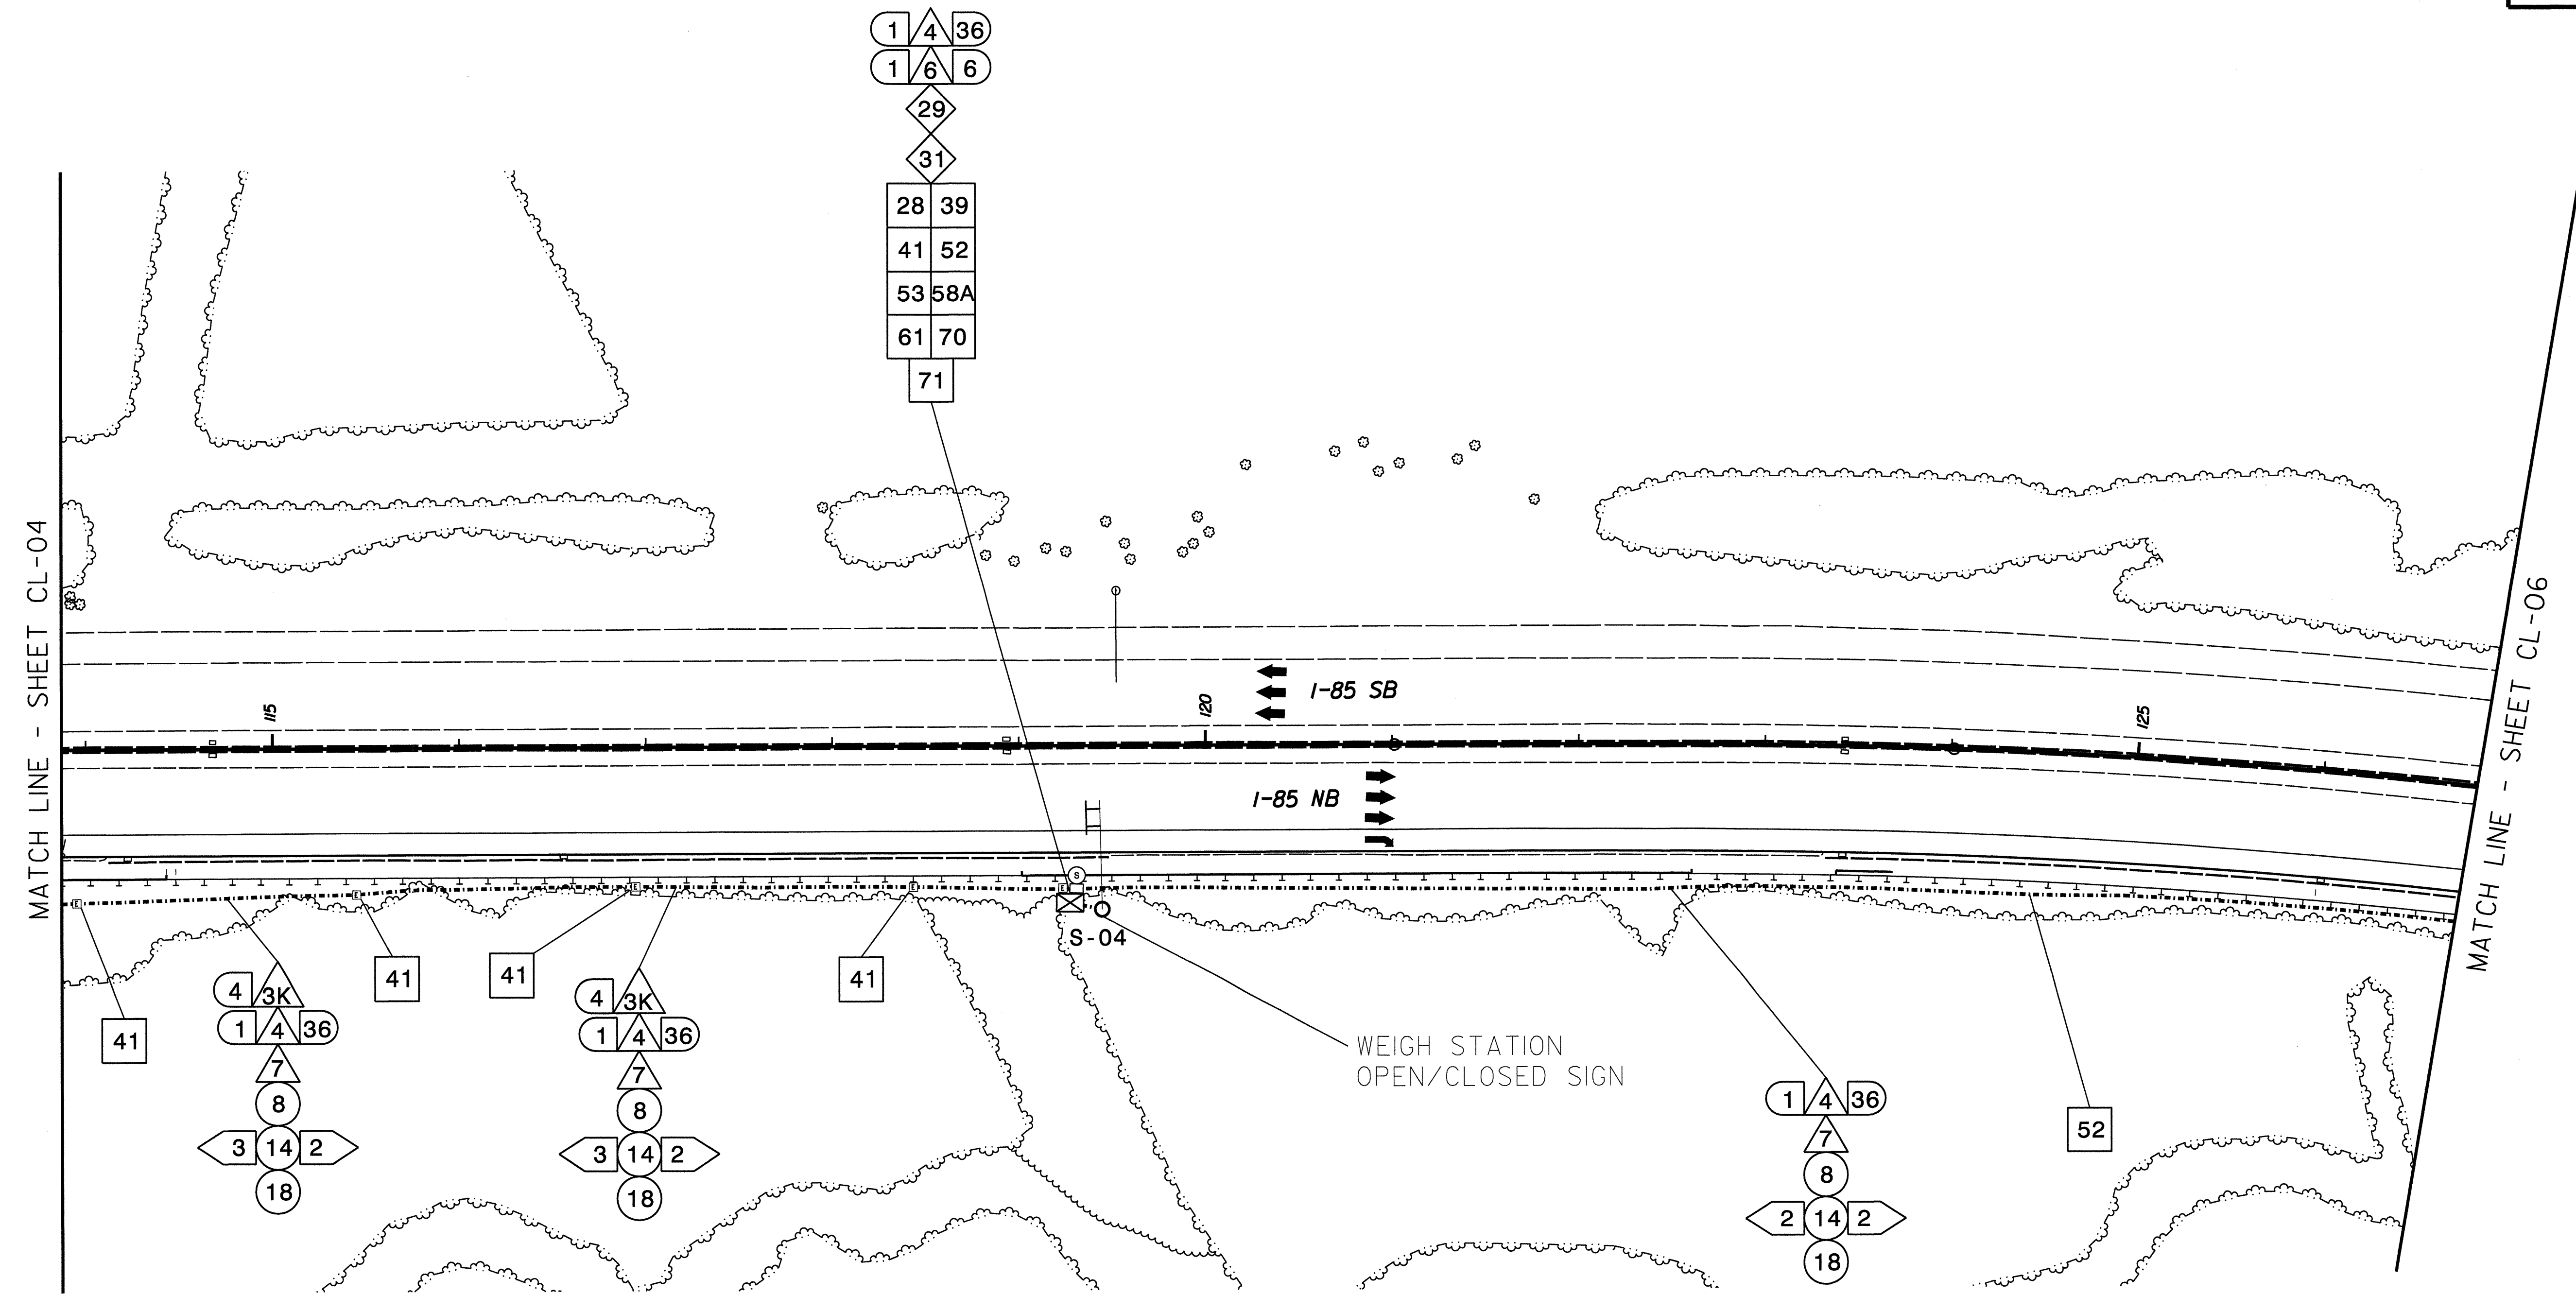 1 4 36
1 6 6
29
31
28 39
41 52
53 58A
61 70
71
MATCH LINE - SHEET CL-04
MATCH LINE - SHEET CL-06
115
120
125
I-85 SB
I-85 NB
E
E
E
E
E
S
S-04
41
41
41
41
4 3K
1 4 36
7
8
3 14 2
18
4 3K
1 4 36
7
8
3 14 2
18
WEIGH STATION
OPEN/CLOSED SIGN
1 4 36
7
8
2 14 2
18
52